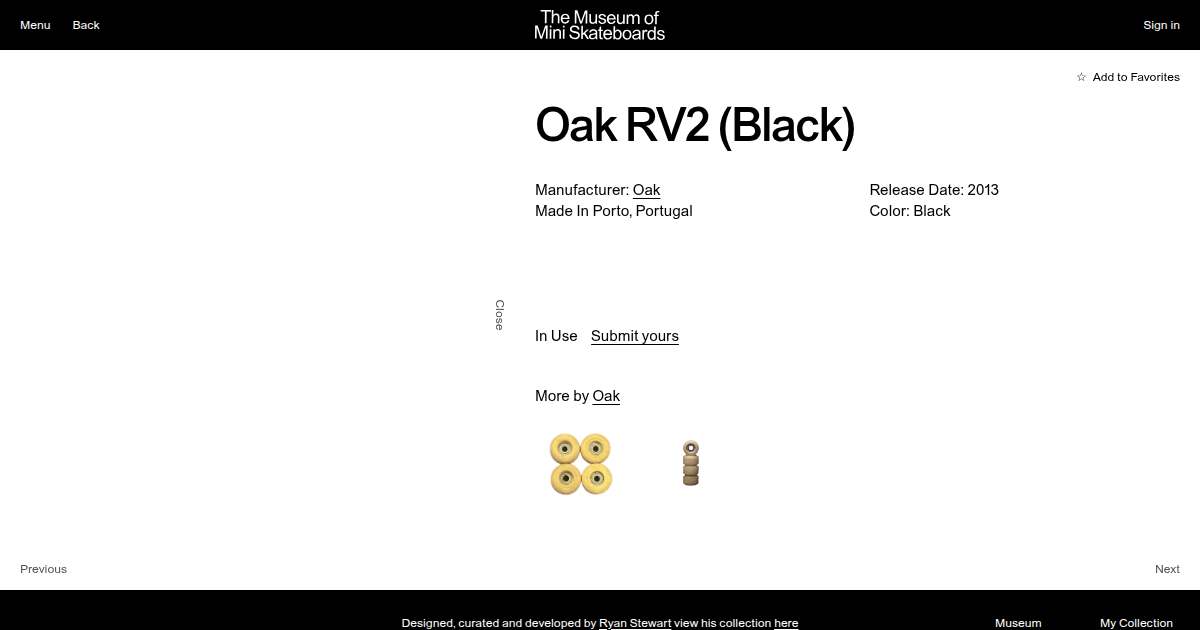 Menu
Back
The Museum of
Mini Skateboards
Sign in
☆ Add to Favorites
Oak RV2 (Black)
Manufacturer: Oak
Made In Porto, Portugal
Release Date: 2013
Color: Black
Close
In Use Submit yours
More by Oak
Previous
Next
Designed, curated and developed by Ryan Stewart view his collection here
Museum
My Collection